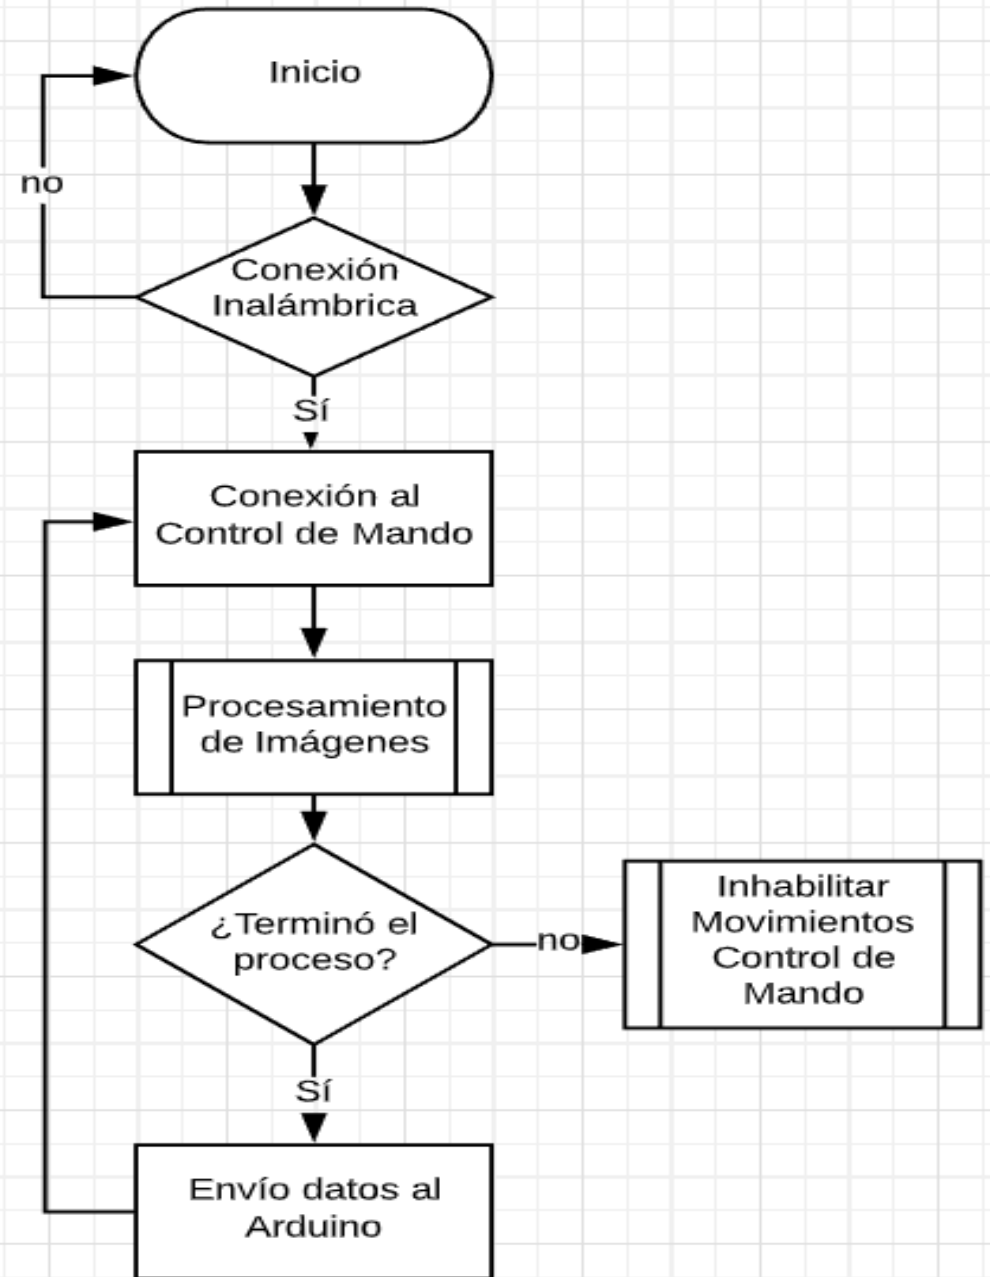 Inicio
no
Conexión
Inalámbrica
Sí
Conexión al
Control de Mando
Procesamiento
de Imágenes
¿Terminó el
proceso?
no
Inhabilitar
Movimientos
Control de
Mando
Sí
Envío datos al
Arduino